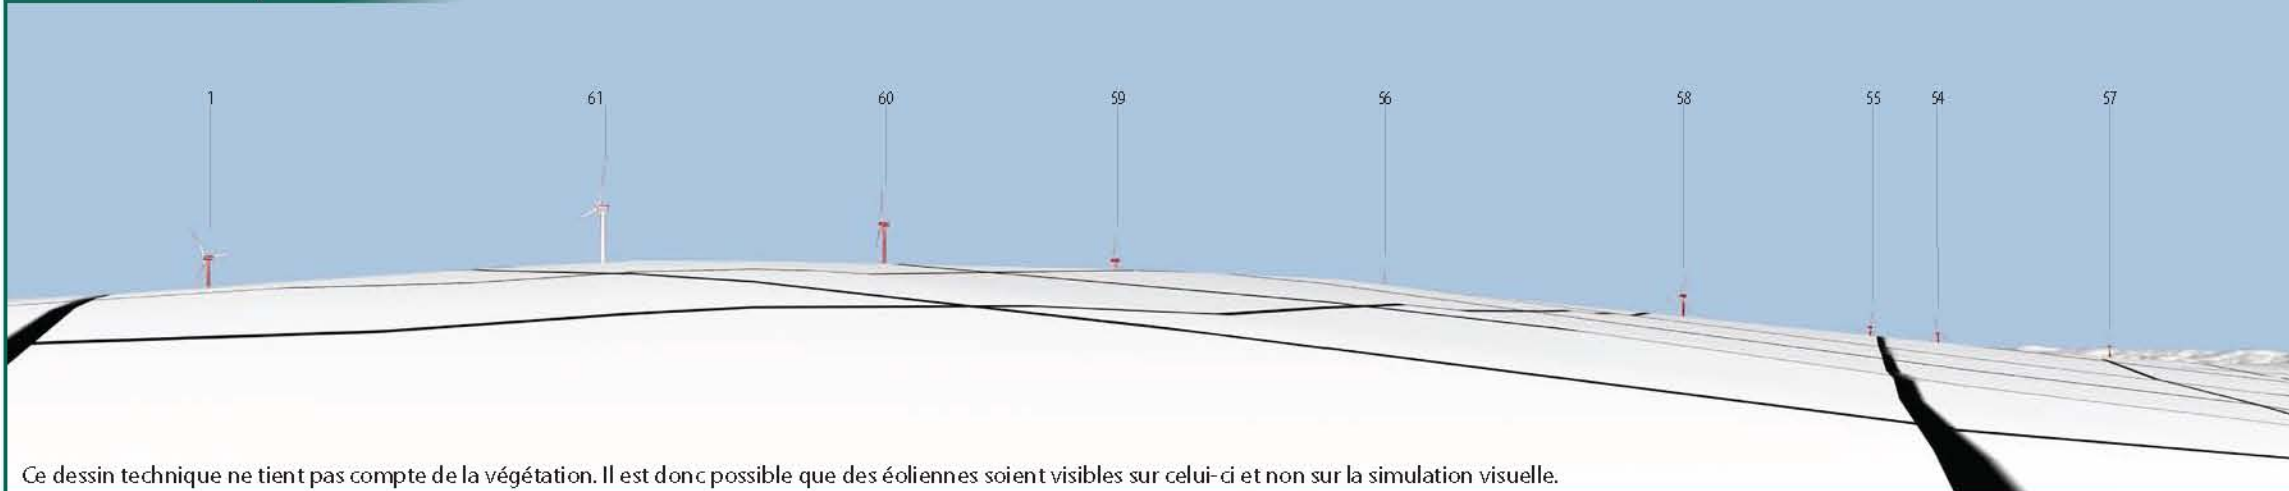 1 61 60 59 56 58 55 54 57
Ce dessin technique ne tient pas compte de la végétation. Il est donc possible que des éoliennes soient visibles sur celui-ci et non sur la simulation visuelle.